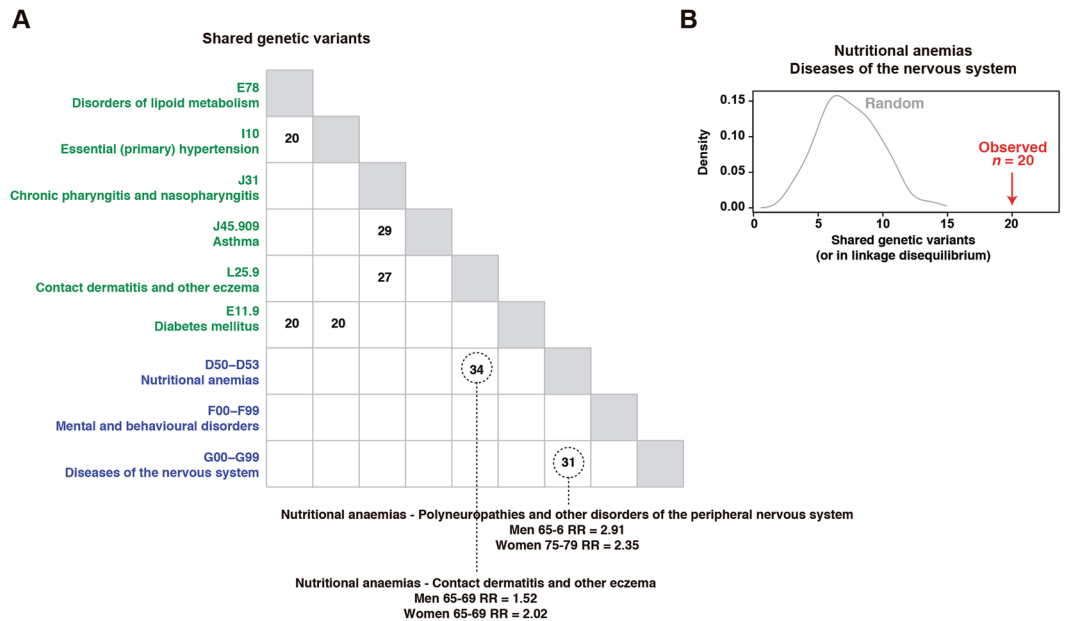 A
Shared genetic variants
E78
Disorders of lipoid metabolism
I10
Essential (primary) hypertension
20
J31
Chronic pharyngitis and nasopharyngitis
J45.909
Asthma
29
L25.9
Contact dermatitis and other eczema
27
E11.9
Diabetes mellitus
20 20
D50–D53
Nutritional anemias
34
F00–F99
Mental and behavioural disorders
G00–G99
Diseases of the nervous system
31
Nutritional anaemias - Polyneuropathies and other disorders of the peripheral nervous system
Men 65-6 RR = 2.91
Women 75-79 RR = 2.35
Nutritional anaemias - Contact dermatitis and other eczema
Men 65-69 RR = 1.52
Women 65-69 RR = 2.02
B
Nutritional anemias
Diseases of the nervous system
Density
0.15
0.10
0.05
0.00
Random
Observed
n = 20
0 5 10 15 20
Shared genetic variants
(or in linkage disequilibrium)